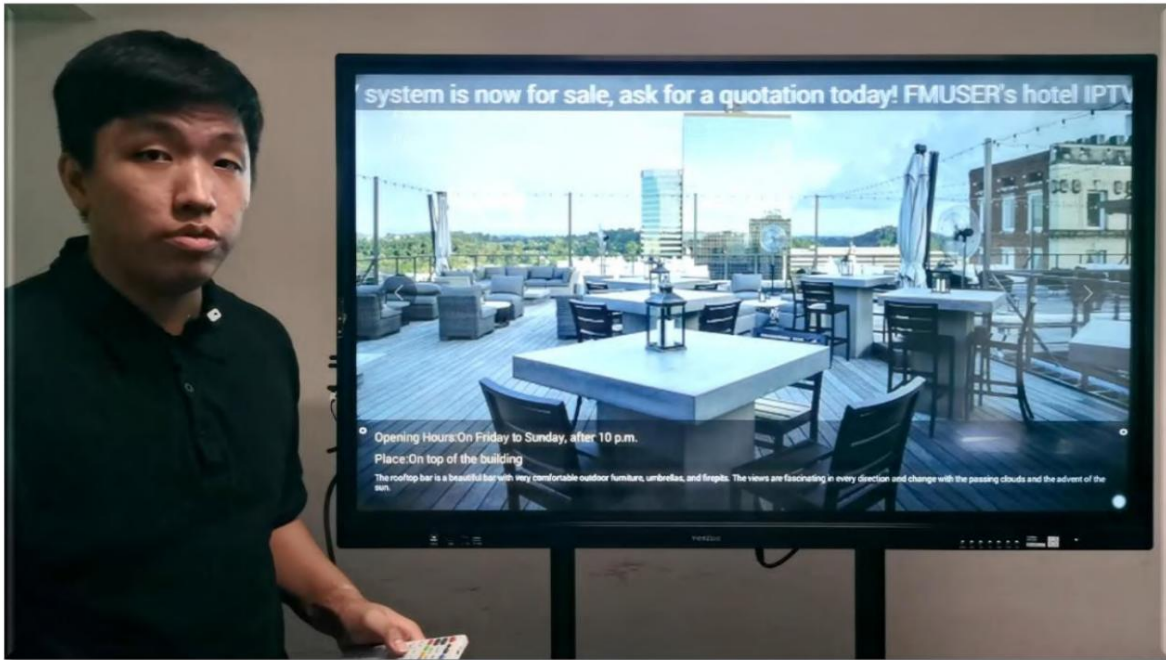 system is now for sale, ask for a quotation today! FMUSER's hotel IPTV
Opening Hours:On Friday to Sunday, after 10 p.m.
Place:On top of the building
The rooftop bar is a beautiful bar with very comfortable outdoor furniture, umbrellas, and firepits. The views are fascinating in every direction and change with the passing clouds and the advent of the
sun.